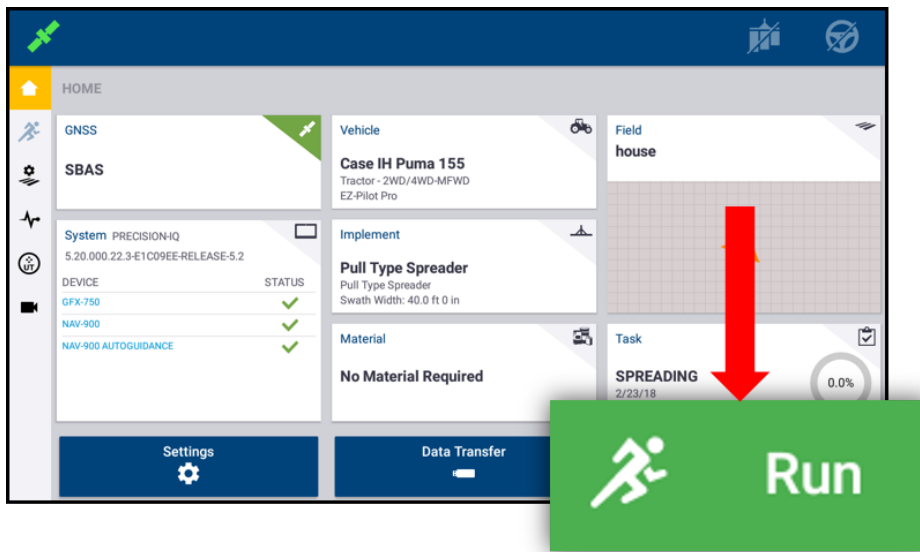 HOME
GNSS
SBAS
Vehicle
Case IH Puma 155
Tractor - 2WD/4WD-MFWD
EZ-Pilot Pro
Field
house
System PRECISION-IQ
5.20.000.22.3-E1C09EE-RELEASE-5.2
DEVICE STATUS
GFX-750
NAV-900
NAV-900 AUTOGUIDANCE
Implement
Pull Type Spreader
Pull Type Spreader
Swath Width: 40.0 ft 0 in
Material
No Material Required
Task
SPREADING
2/23/18
0.0%
UT
Settings
Data Transfer
Run